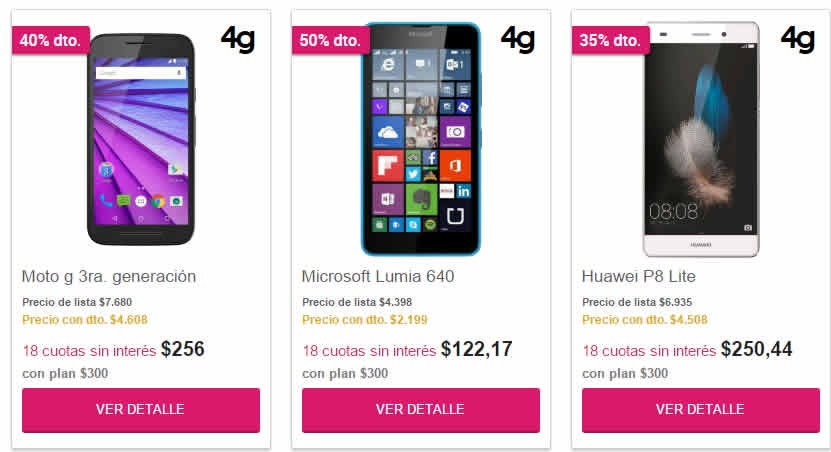 40% dto.
4g
Google
Moto g 3ra. generación
Precio de lista $7.680
Precio con dto. $4.608
18 cuotas sin interés $256
con plan $300
VER DETALLE
50% dto.
4g
Microsoft
Microsoft Lumia 640
Precio de lista $4.398
Precio con dto. $2.199
18 cuotas sin interés $122,17
con plan $300
VER DETALLE
35% dto.
4g
08:08
HUAWEI
Huawei P8 Lite
Precio de lista $6.935
Precio con dto. $4.508
18 cuotas sin interés $250,44
con plan $300
VER DETALLE